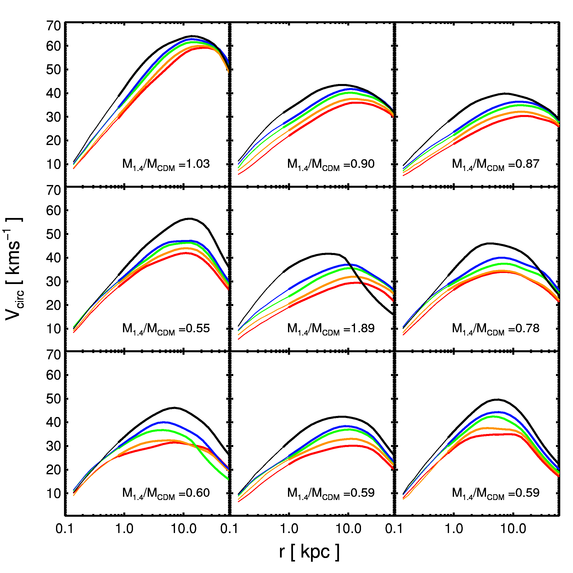 70
60
50
40
30
20
10
M1.4/MCDM =1.03
M1.4/MCDM =0.90
M1.4/MCDM =0.87
70
60
50
40
30
20
10
Vcirc [ kms−1 ]
M1.4/MCDM =0.55
M1.4/MCDM =1.89
M1.4/MCDM =0.78
70
60
50
40
30
20
10
M1.4/MCDM =0.60
M1.4/MCDM =0.59
M1.4/MCDM =0.59
0.1 1.0 10.0 0.1 1.0 10.0 0.1 1.0 10.0
r [ kpc ]